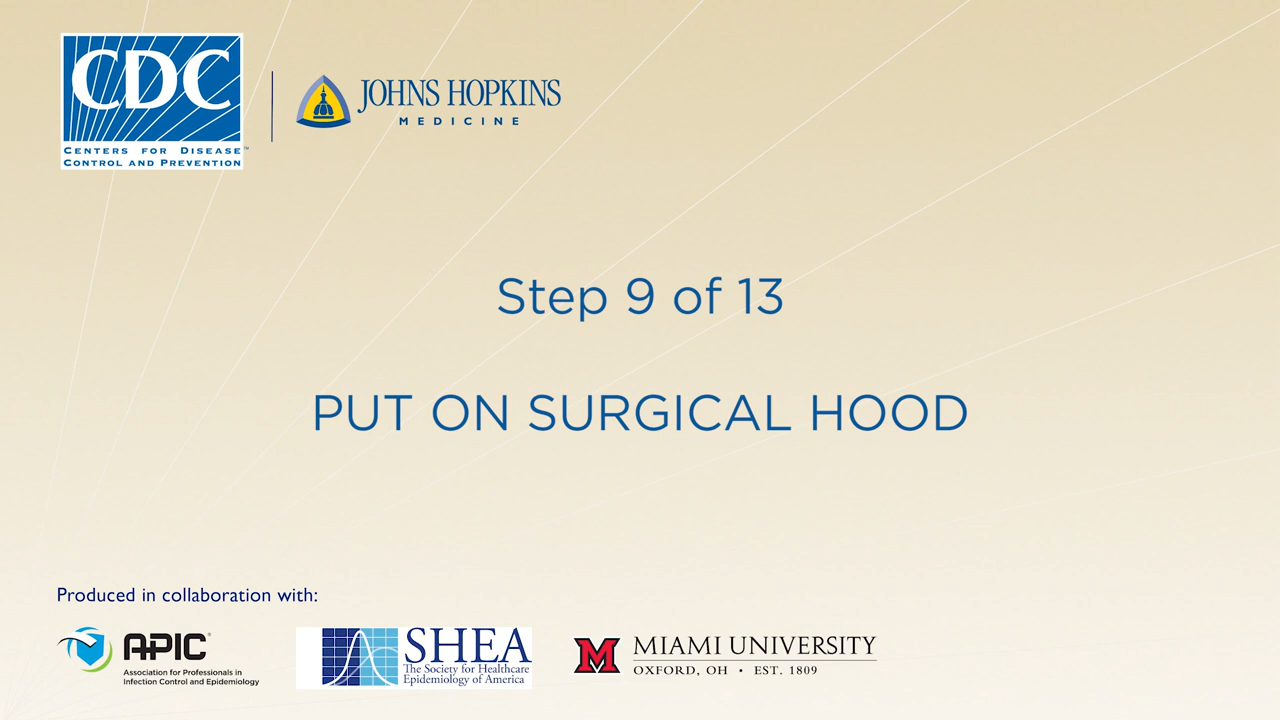 CDC
CENTERS FOR DISEASE™
CONTROL AND PREVENTION
JOHNS HOPKINS
MEDICINE
Step 9 of 13
PUT ON SURGICAL HOOD
Produced in collaboration with:
APIC®
Association for Professionals in
Infection Control and Epidemiology
SHEA
The Society for Healthcare
Epidemiology of America
M
MIAMI UNIVERSITY
OXFORD, OH • EST. 1809